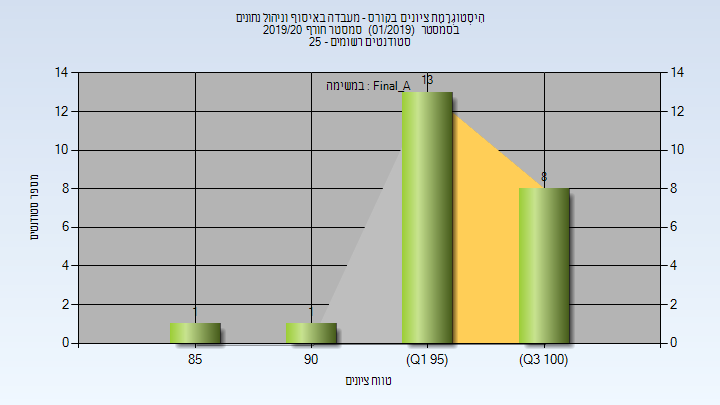 היסטוגרמת ציונים בקורס - מעבדה באיסוף וניהול נתונים
בסמסטר (01/2019) סמסטר חורף 2019/20
סטודנטים רשומים - 25
במשימה : Final_A
14
12
10
8
6
4
2
0
14
12
10
8
6
4
2
0
מספר סטודנטים
1
1
13
8
85
90
(Q1 95)
(Q3 100)
טווח ציונים